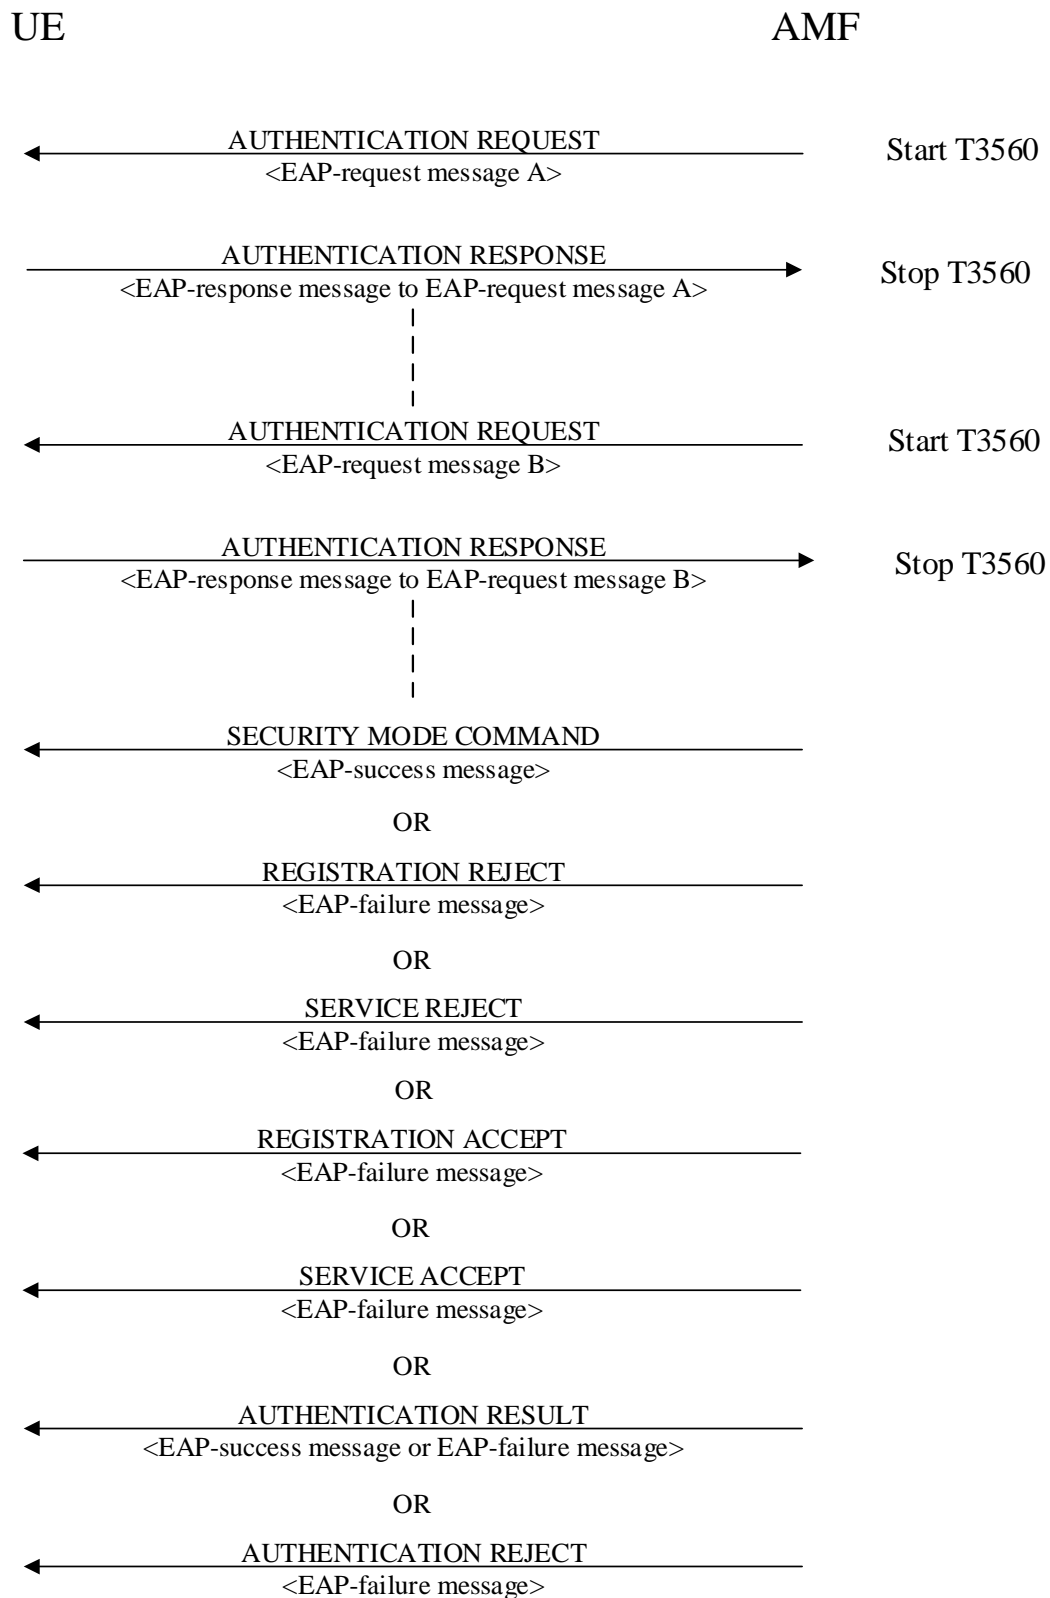 UE AMF
AUTHENTICATION REQUEST Start T3560
<EAP-request message A>
AUTHENTICATION RESPONSE Stop T3560
<EAP-response message to EAP-request message A>
AUTHENTICATION REQUEST Start T3560
<EAP-request message B>
AUTHENTICATION RESPONSE Stop T3560
<EAP-response message to EAP-request message B>
SECURITY MODE COMMAND
<EAP-success message>
OR
REGISTRATION REJECT
<EAP-failure message>
OR
SERVICE REJECT
<EAP-failure message>
OR
REGISTRATION ACCEPT
<EAP-failure message>
OR
SERVICE ACCEPT
<EAP-failure message>
OR
AUTHENTICATION RESULT
<EAP-success message or EAP-failure message>
OR
AUTHENTICATION REJECT
<EAP-failure message>